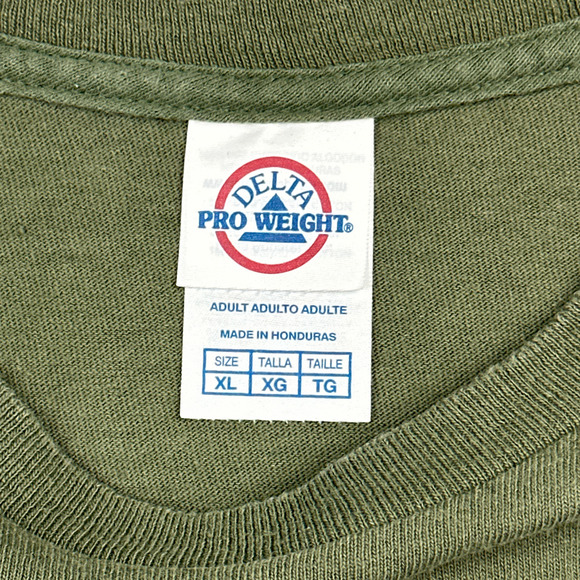 DELTA
PRO WEIGHT®
ADULT ADULTO ADULTE
MADE IN HONDURAS
SIZE TALLA TAILLE
XL XG TG